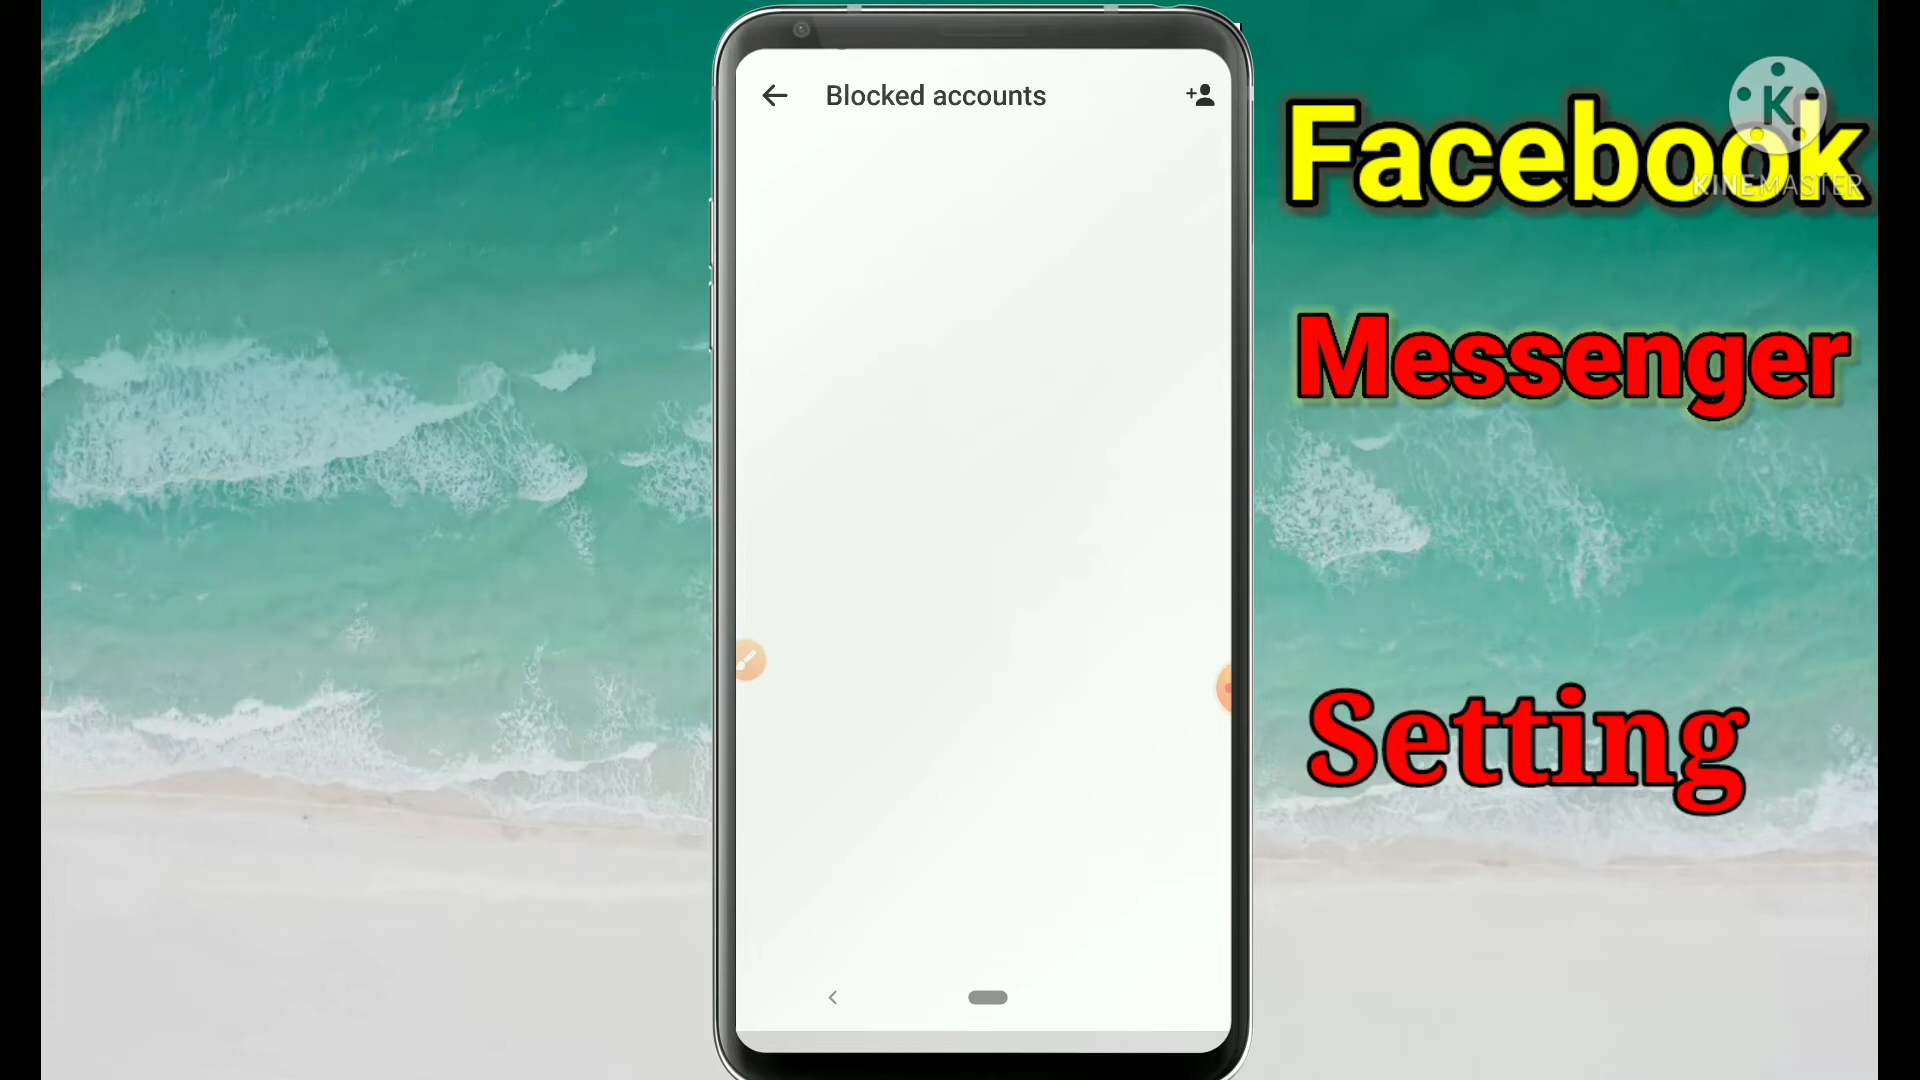 Blocked accounts
Facebook
K
KINEMASTER
Messenger
Setting